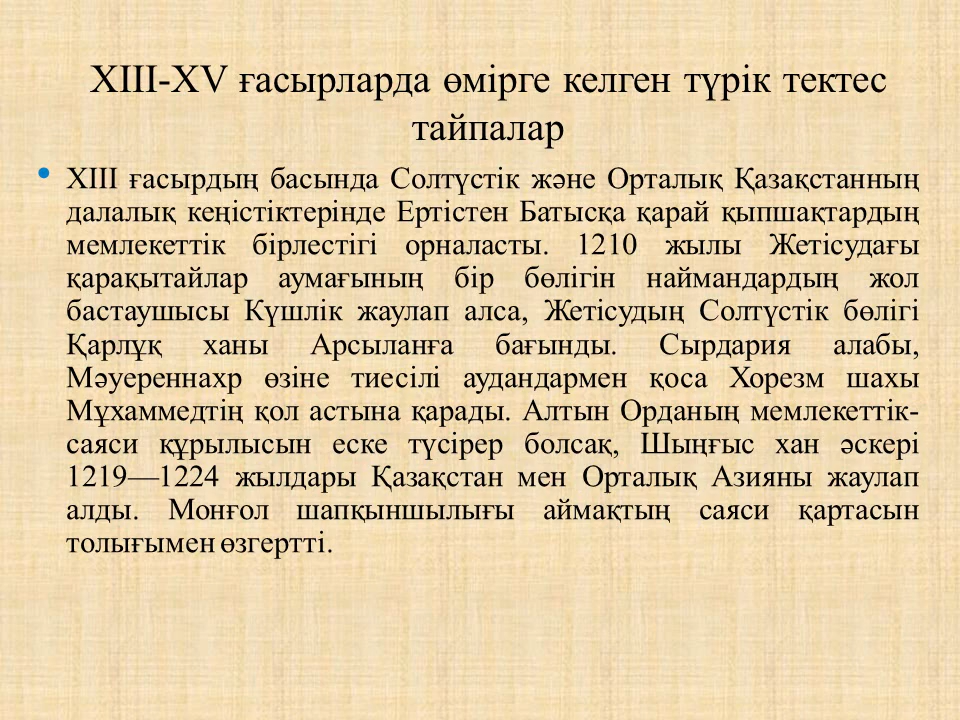 XIII-XV ғасырларда өмірге келген түрік тектес
тайпалар
• XIII ғасырдың басында Солтүстік және Орталық Қазақстанның
далалық кеңістіктерінде Ертістен Батысқа қарай қыпшақтардың
мемлекеттік бірлестігі орналасты. 1210 жылы Жетісудағы
қарақытайлар аумағының бір бөлігін наймандардың жол
бастаушысы Күшлік жаулап алса, Жетісудың Солтүстік бөлігі
Қарлұқ ханы Арсыланға бағынды. Сырдария алабы,
Мәуереннахр өзіне тиесілі аудандармен қоса Хорезм шахы
Мұхаммедтің қол астына қарады. Алтын Орданың мемлекеттік-
саяси құрылысын еске түсірер болсақ, Шыңғыс хан әскері
1219—1224 жылдары Қазақстан мен Орталық Азияны жаулап
алды. Монғол шапқыншылығы аймақтың саяси қартасын
толығымен өзгертті.